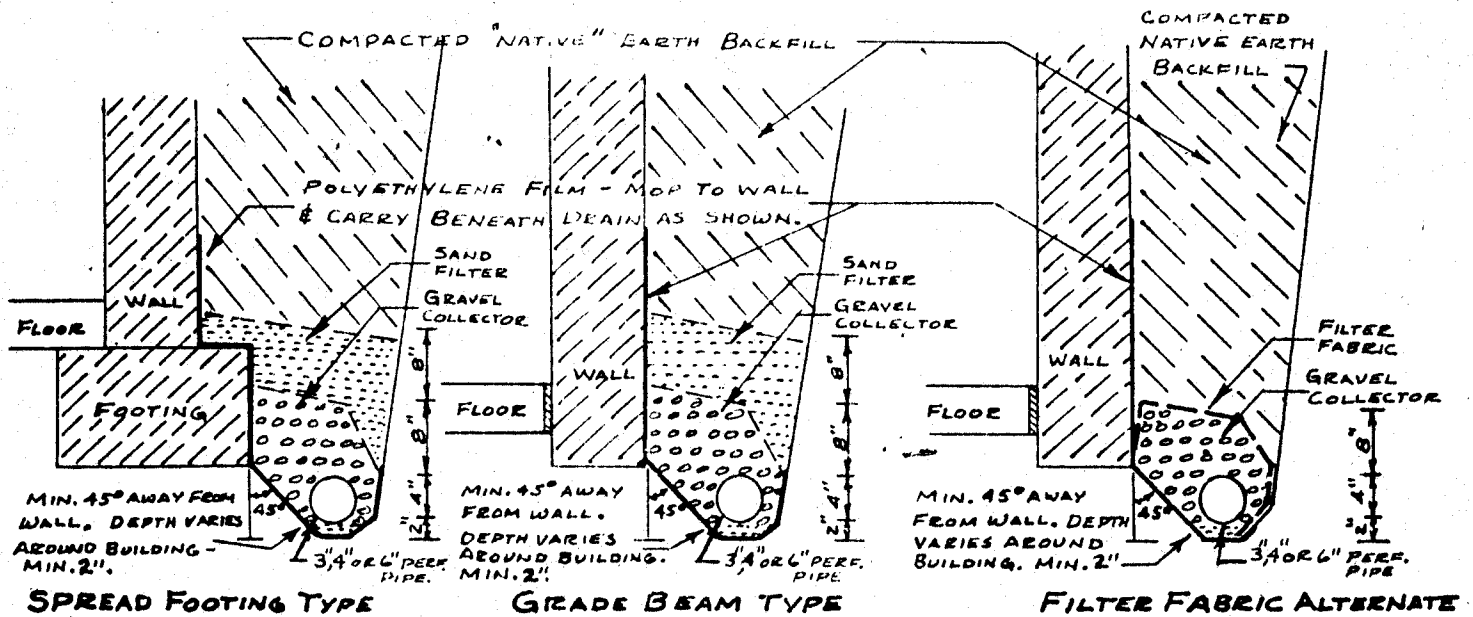 COMPACTED "NATIVE" EARTH BACKFILL
COMPACTED
NATIVE EARTH
BACKFILL
POLYETHYLENE FILM - MOP TO WALL
& CARRY BENEATH DRAIN AS SHOWN.
SAND
FILTER
GRAVEL
COLLECTOR
WALL
FLOOR
FOOTING
8"
8"
4"
2"
45°
MIN. 45° AWAY FROM
WALL. DEPTH VARIES
AROUND BUILDING -
MIN. 2".
3", 4" OR 6" PERF.
PIPE.
SPREAD FOOTING TYPE
SAND
FILTER
GRAVEL
COLLECTOR
WALL
FLOOR
8"
8"
4"
2"
45°
MIN. 45° AWAY
FROM WALL.
DEPTH VARIES
AROUND BUILDING.
MIN. 2".
3", 4" OR 6" PERF.
PIPE
GRADE BEAM TYPE
FILTER
FABRIC
GRAVEL
COLLECTOR
WALL
FLOOR
8"
4"
2"
45°
MIN. 45° AWAY
FROM WALL. DEPTH
VARIES AROUND
BUILDING. MIN. 2"
3", 4" OR 6" PERF.
PIPE
FILTER FABRIC ALTERNATE